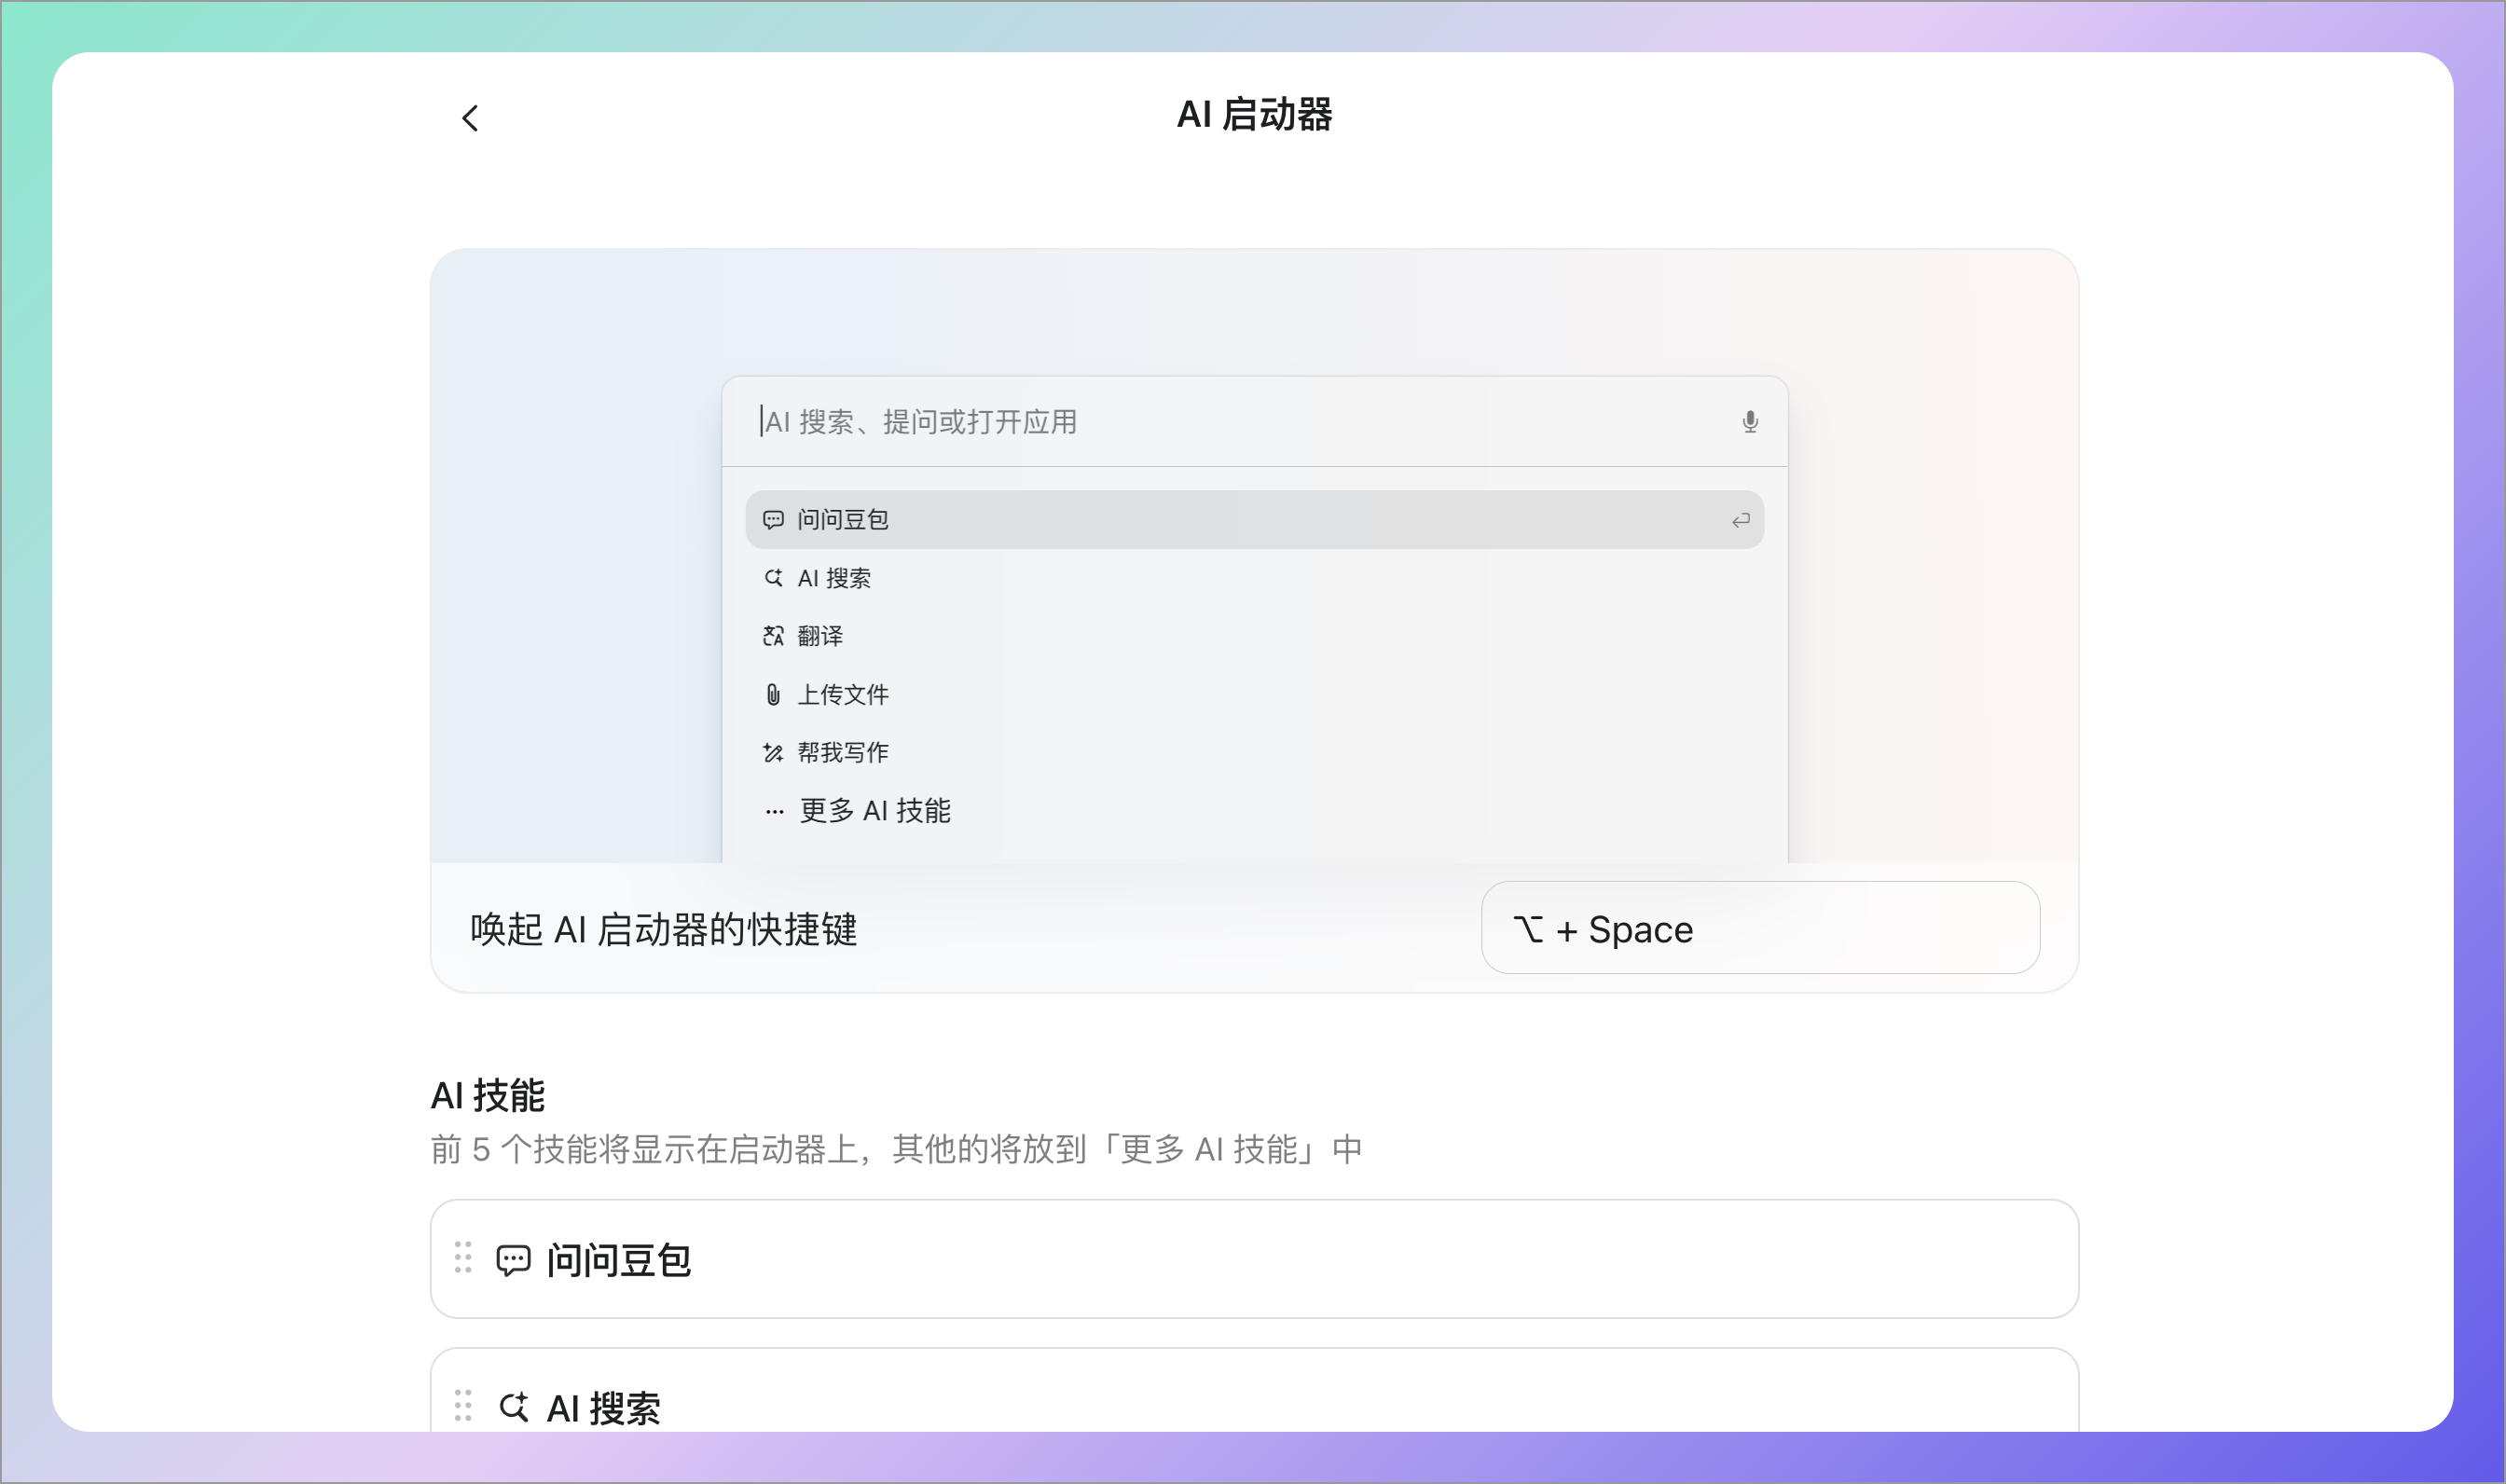 AI 启动器
AI 搜索、提问或打开应用
问问豆包
AI 搜索
翻译
上传文件
帮我写作
更多 AI 技能
唤起 AI 启动器的快捷键
⌥ + Space
AI 技能
前 5 个技能将显示在启动器上，其他的将放到「更多 AI 技能」中
问问豆包
AI 搜索